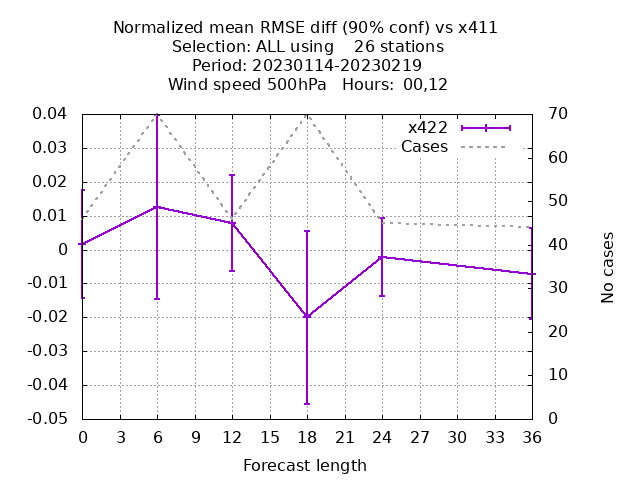 Normalized mean RMSE diff (90% conf) vs x411
Selection: ALL using    26 stations
Period: 20230114-20230219
Wind speed 500hPa   Hours:  00,12
0.04
0.03
0.02
0.01
0
-0.01
-0.02
-0.03
-0.04
-0.05
70
60
50
40
30
20
10
0
x422
Cases
No cases
0 3 6 9 12 15 18 21 24 27 30 33 36
Forecast length